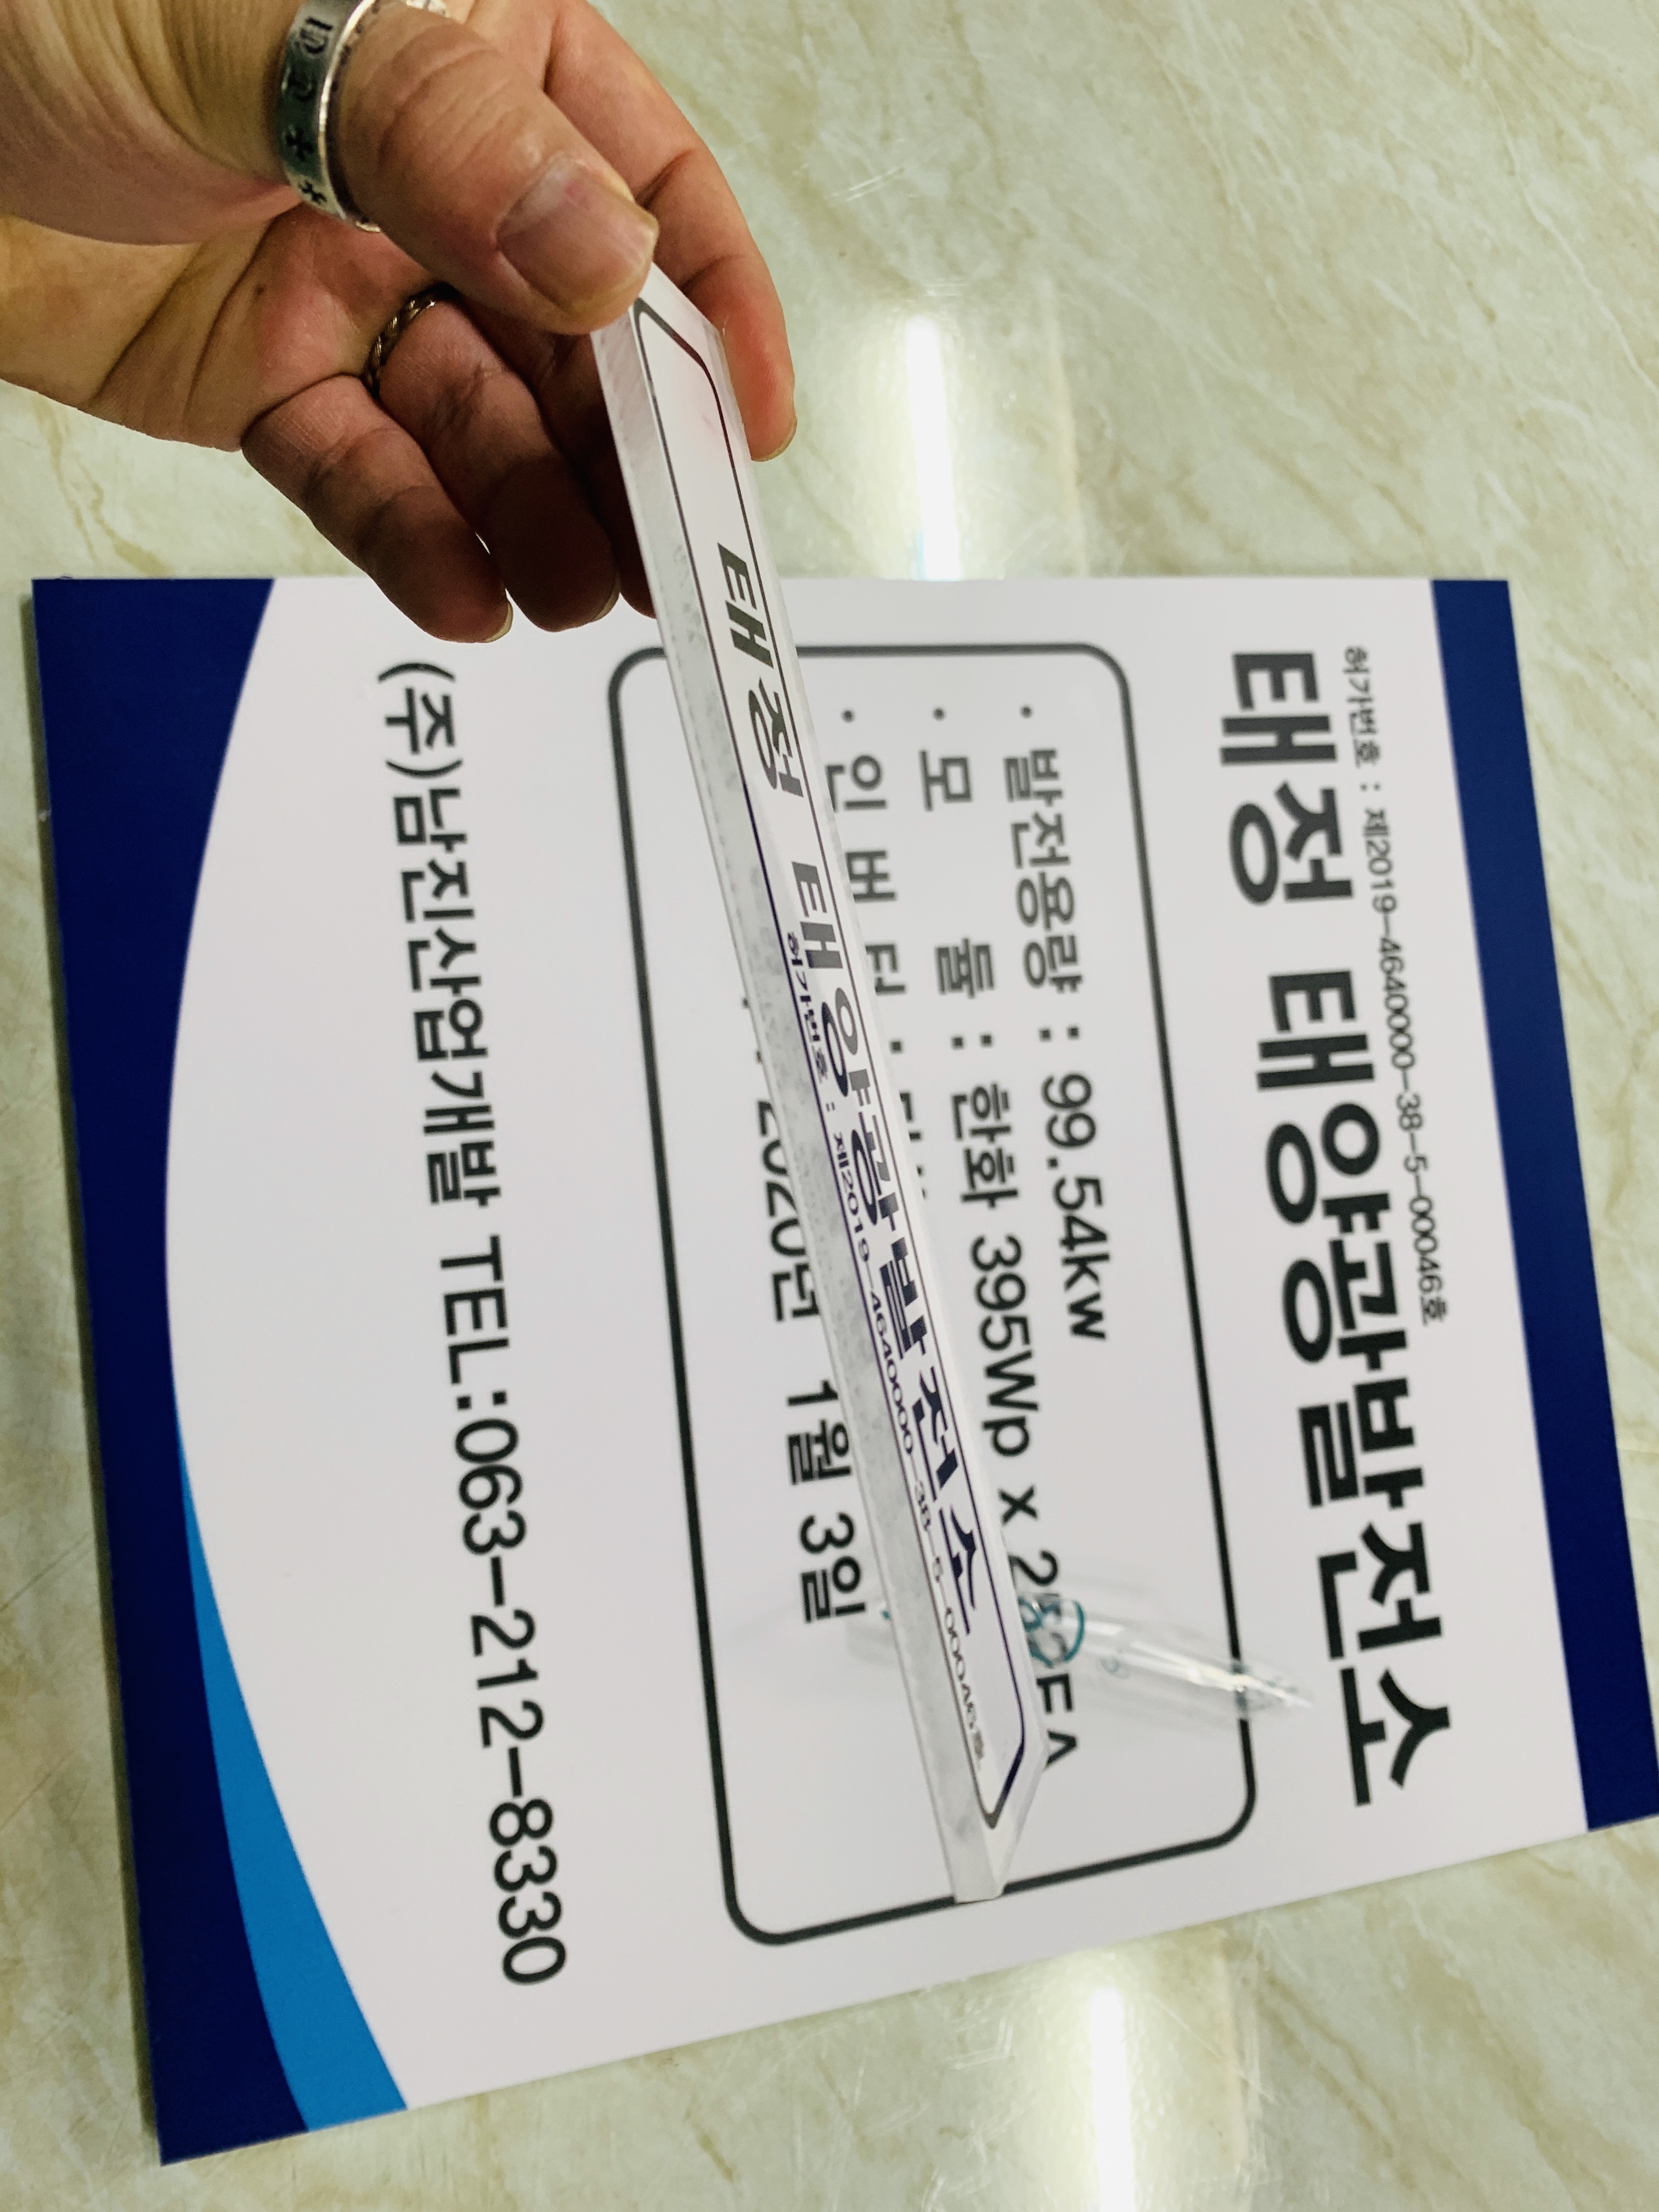 허가번호 : 제2019-4640000-38-5-00046호
태정 태양광발전소
· 발전용량 : 99.54kw
· 모 듈 : 한화 395Wp x 252EA
· 인 버 터 :
2020년 1월 3일
(주)남진산업개발 TEL:063-212-8330
태정 태양광발전소
허가번호 : 제2019-4640000-38-5-00046호